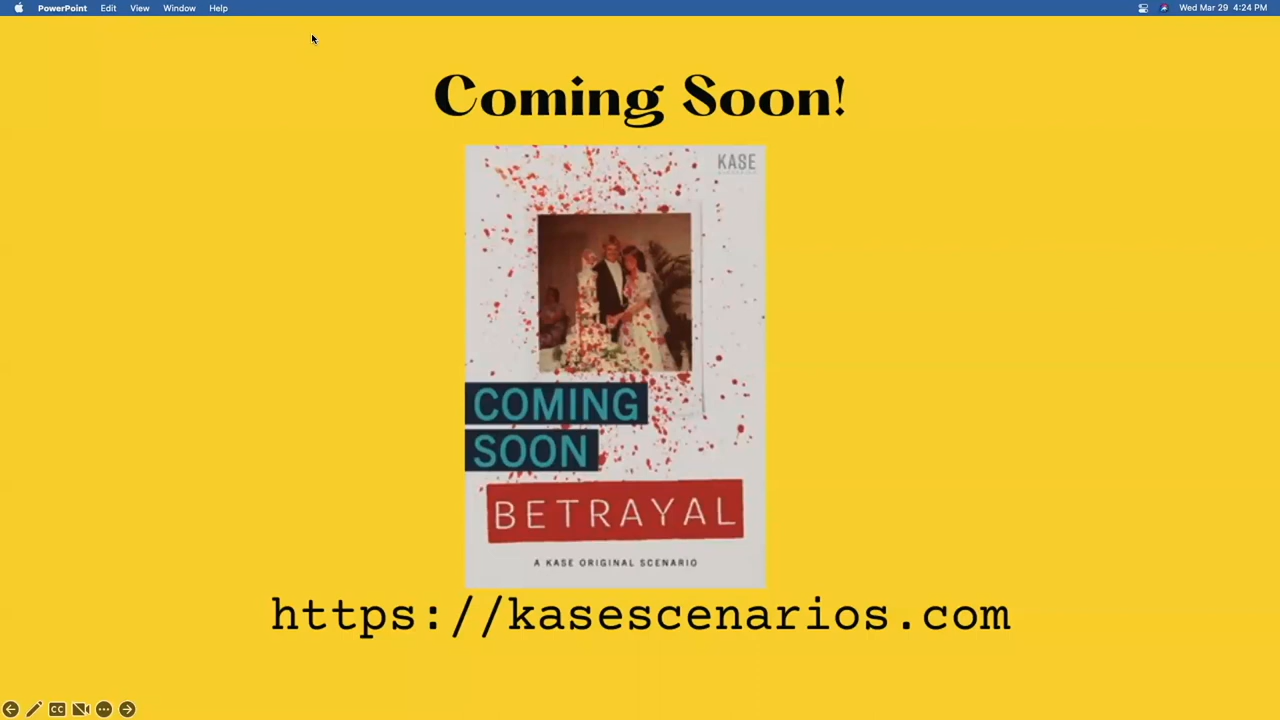 PowerPoint Edit View Window Help Wed Mar 29 4:24 PM
Coming Soon!
KASE
COMING
SOON
BETRAYAL
A KASE ORIGINAL SCENARIO
https://kasescenarios.com
CC